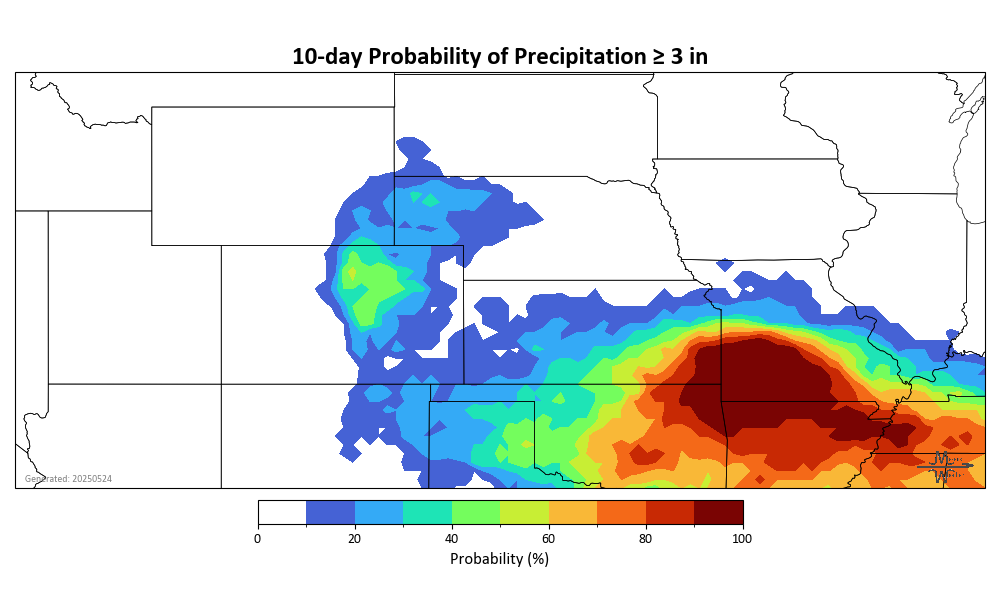 10-day Probability of Precipitation ≥ 3 in
Generated: 20250524
0 20 40 60 80 100
Probability (%)